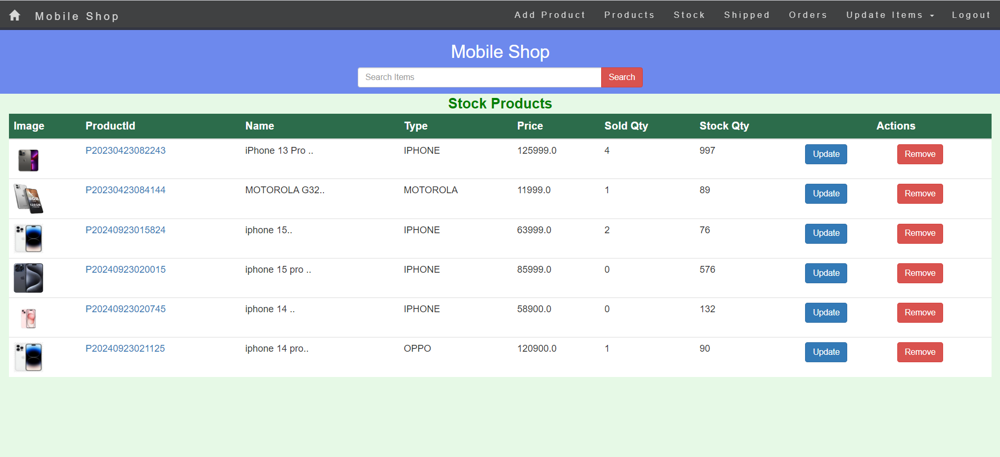 Mobile Shop Add Product Products Stock Shipped Orders Update Items Logout
Mobile Shop
Search Items Search
Stock Products
Image ProductId Name Type Price Sold Qty Stock Qty Actions
P20230423082243 iPhone 13 Pro .. IPHONE 125999.0 4 997 Update Remove
P20230423084144 MOTOROLA G32.. MOTOROLA 11999.0 1 89 Update Remove
8GB
128GB
P20240923015824 iphone 15.. IPHONE 63999.0 2 76 Update Remove
P20240923020015 iphone 15 pro .. IPHONE 85999.0 0 576 Update Remove
P20240923020745 iphone 14 .. IPHONE 58900.0 0 132 Update Remove
P20240923021125 iphone 14 pro.. OPPO 120900.0 1 90 Update Remove